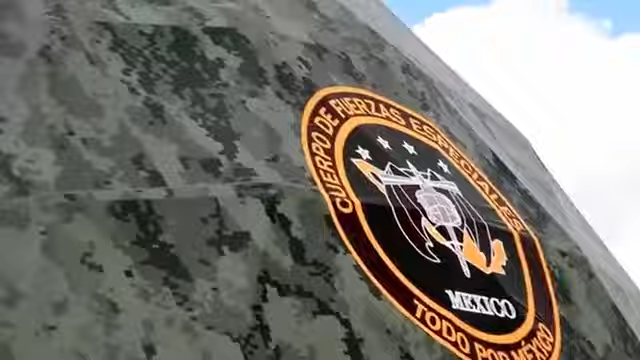 CUERPO DE FUERZAS ESPECIALES
MEXICO
TODO POR MÉXICO